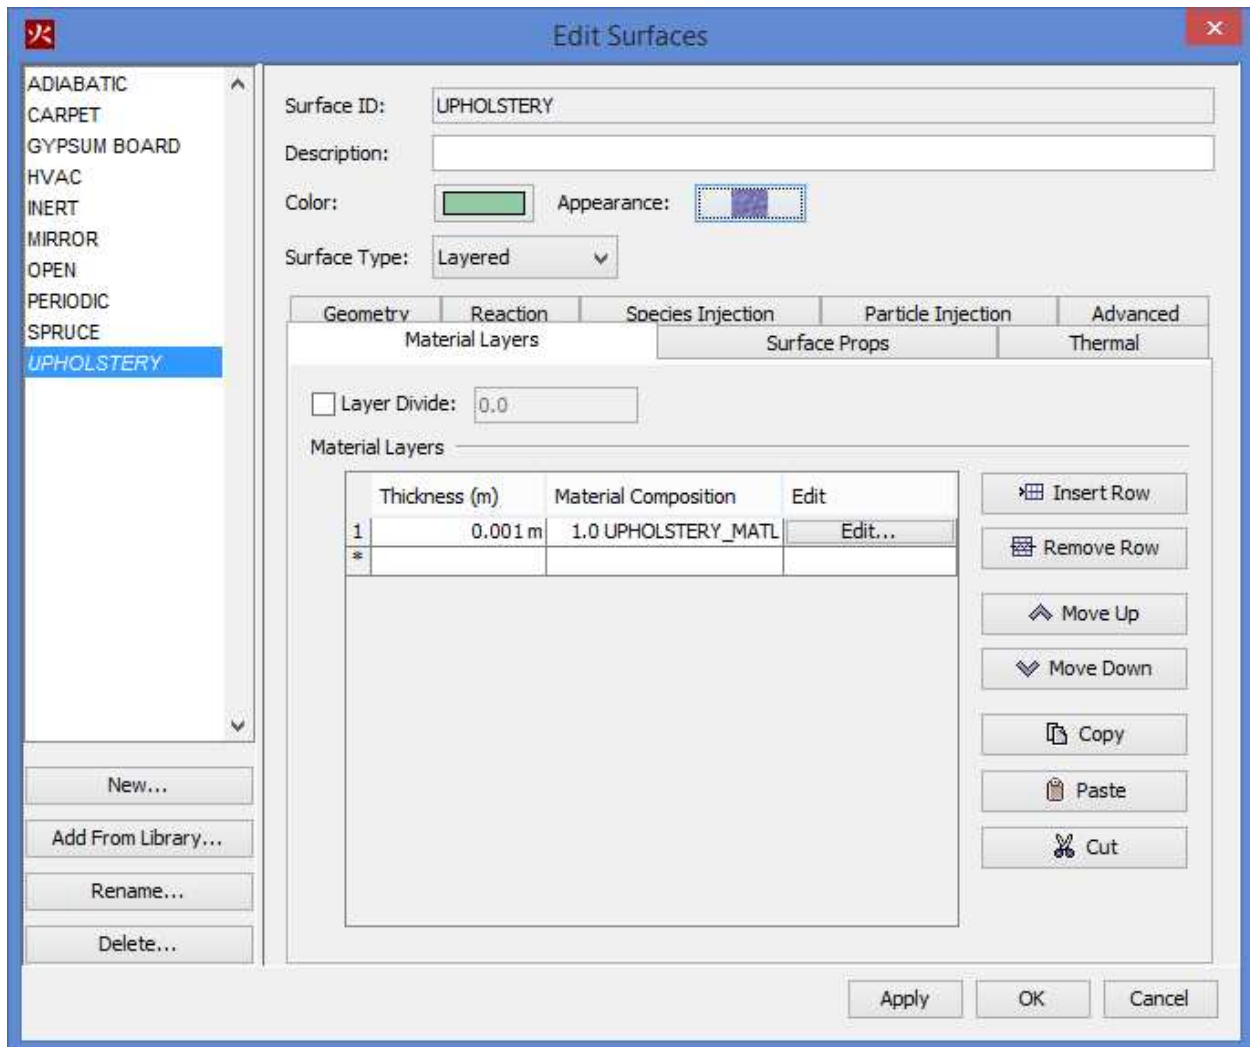 火
Edit Surfaces
ADIABATIC
CARPET
GYPSUM BOARD
HVAC
INERT
MIRROR
OPEN
PERIODIC
SPRUCE
UPHOLSTERY
New...
Add From Library...
Rename...
Delete...
Surface ID: UPHOLSTERY
Description:
Color: Appearance:
Surface Type: Layered
Geometry Reaction Species Injection Particle Injection Advanced
Material Layers Surface Props Thermal
Layer Divide: 0.0
Material Layers
Thickness (m) Material Composition Edit
1 0.001 m 1.0 UPHOLSTERY_MATL Edit...
*
Insert Row
Remove Row
Move Up
Move Down
Copy
Paste
Cut
Apply OK Cancel